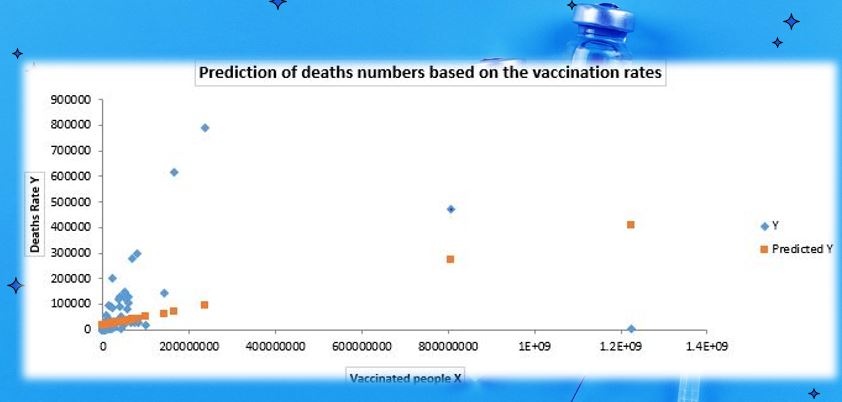 Prediction of deaths numbers based on the vaccination rates
900000
800000
700000
600000
500000
400000
300000
200000
100000
0
Deaths Rate Y
0 200000000 400000000 600000000 800000000 1E+09 1.2E+09 1.4E+09
Vaccinated people X
Y
Predicted Y